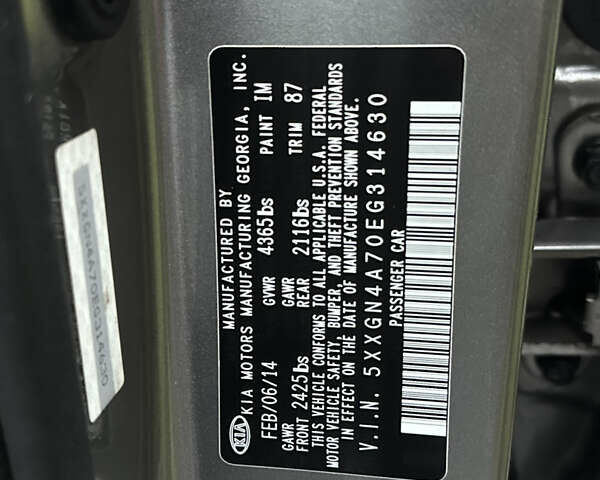 MANUFACTURED BY
KIA KIA MOTORS MANUFACTURING GEORGIA, INC.
FEB/06/14 GVWR 4365lbs PAINT IM
GAWR FRONT 2425lbs GAWR REAR 2116lbs TRIM 87
THIS VEHICLE CONFORMS TO ALL APPLICABLE U.S.A. FEDERAL
MOTOR VEHICLE SAFETY, BUMPER, AND THEFT PREVENTION STANDARDS
IN EFFECT ON THE DATE OF MANUFACTURE SHOWN ABOVE.
V.I.N. 5XXGN4A70EG314630
PASSENGER CAR
5XXGN4A70EG314630